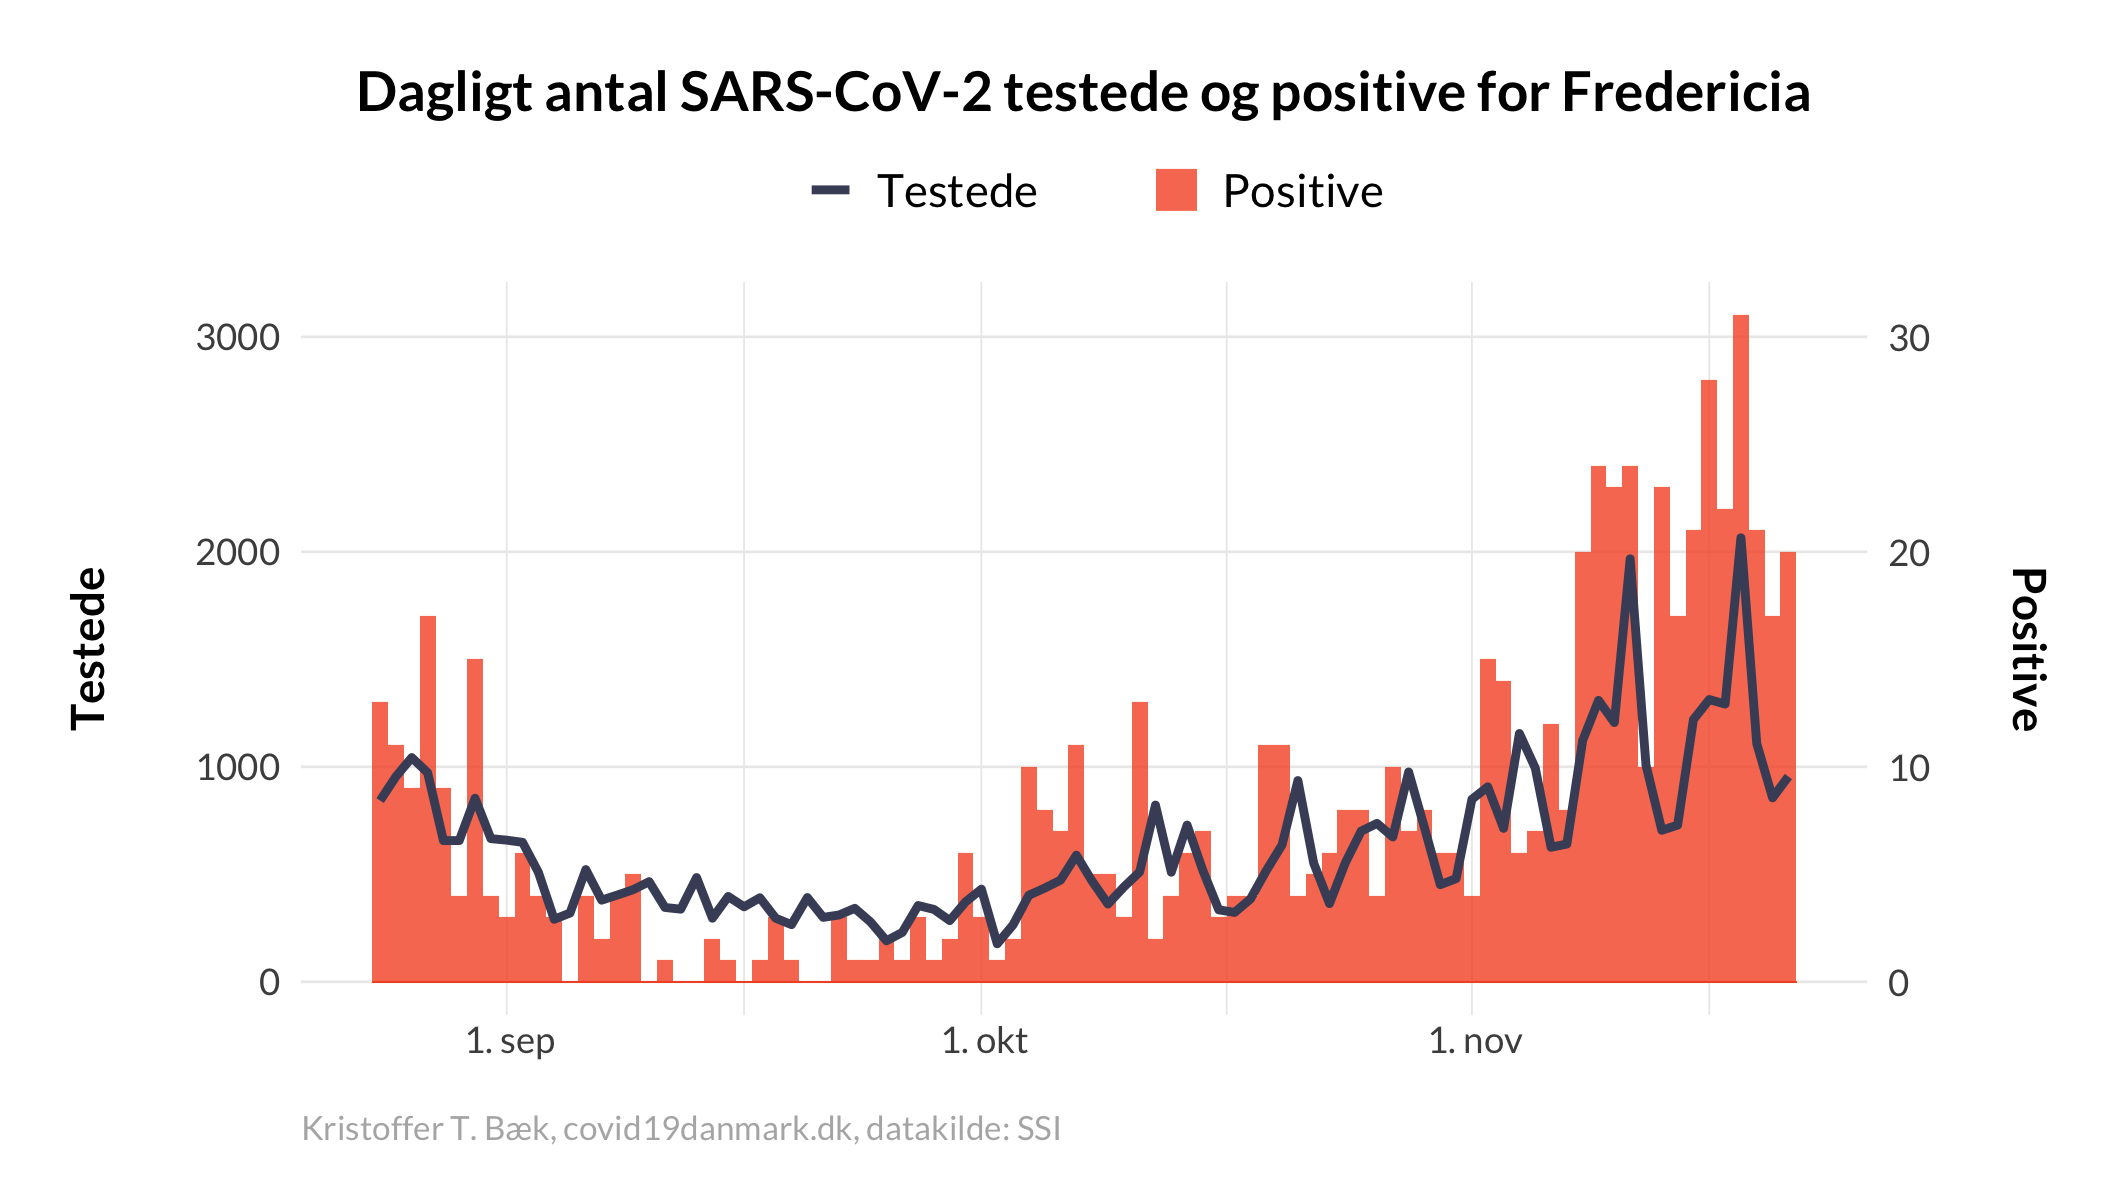 Dagligt antal SARS-CoV-2 testede og positive for Fredericia
Testede
Positive
3000
2000
1000
0
Testede
30
20
10
0
Positive
1. sep
1. okt
1. nov
Kristoffer T. Bæk, covid19danmark.dk, datakilde: SSI